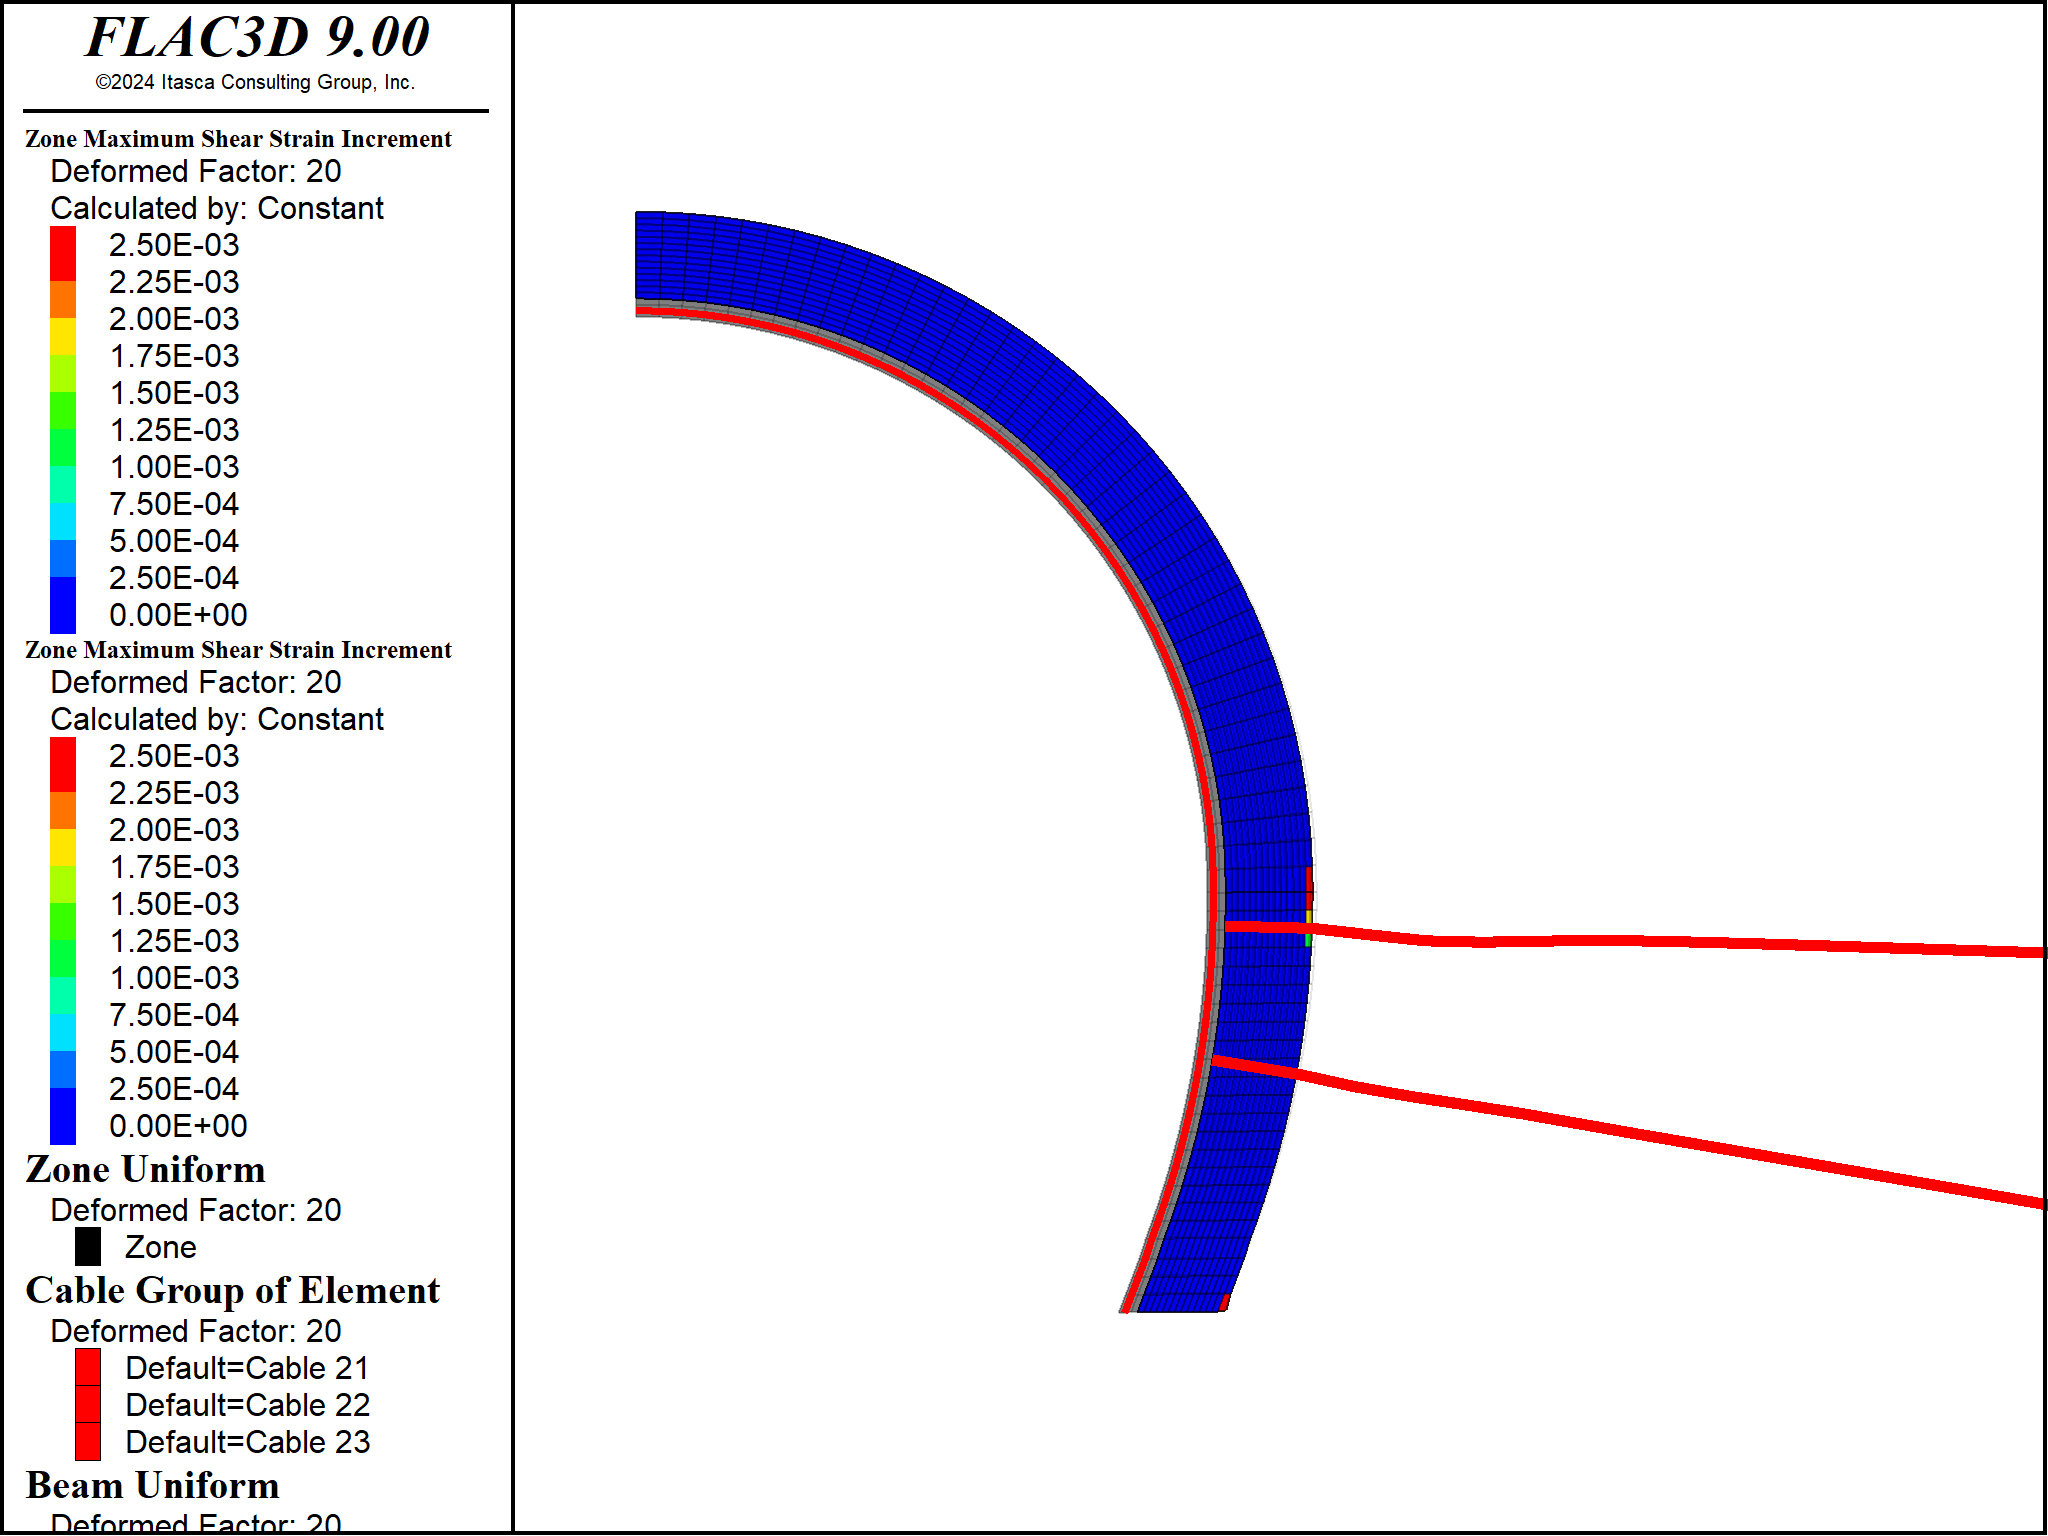 FLAC3D 9.00
©2024 Itasca Consulting Group, Inc.
Zone Maximum Shear Strain Increment
Deformed Factor: 20
Calculated by: Constant
2.50E-03
2.25E-03
2.00E-03
1.75E-03
1.50E-03
1.25E-03
1.00E-03
7.50E-04
5.00E-04
2.50E-04
0.00E+00
Zone Maximum Shear Strain Increment
Deformed Factor: 20
Calculated by: Constant
2.50E-03
2.25E-03
2.00E-03
1.75E-03
1.50E-03
1.25E-03
1.00E-03
7.50E-04
5.00E-04
2.50E-04
0.00E+00
Zone Uniform
Deformed Factor: 20
Zone
Cable Group of Element
Deformed Factor: 20
Default=Cable 21
Default=Cable 22
Default=Cable 23
Beam Uniform
Deformed Factor: 20